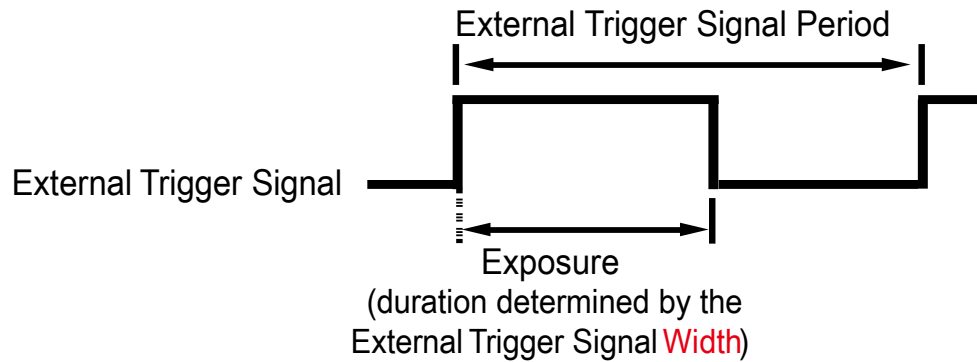 External Trigger Signal Period
External Trigger Signal
Exposure
(duration determined by the
External Trigger Signal Width)